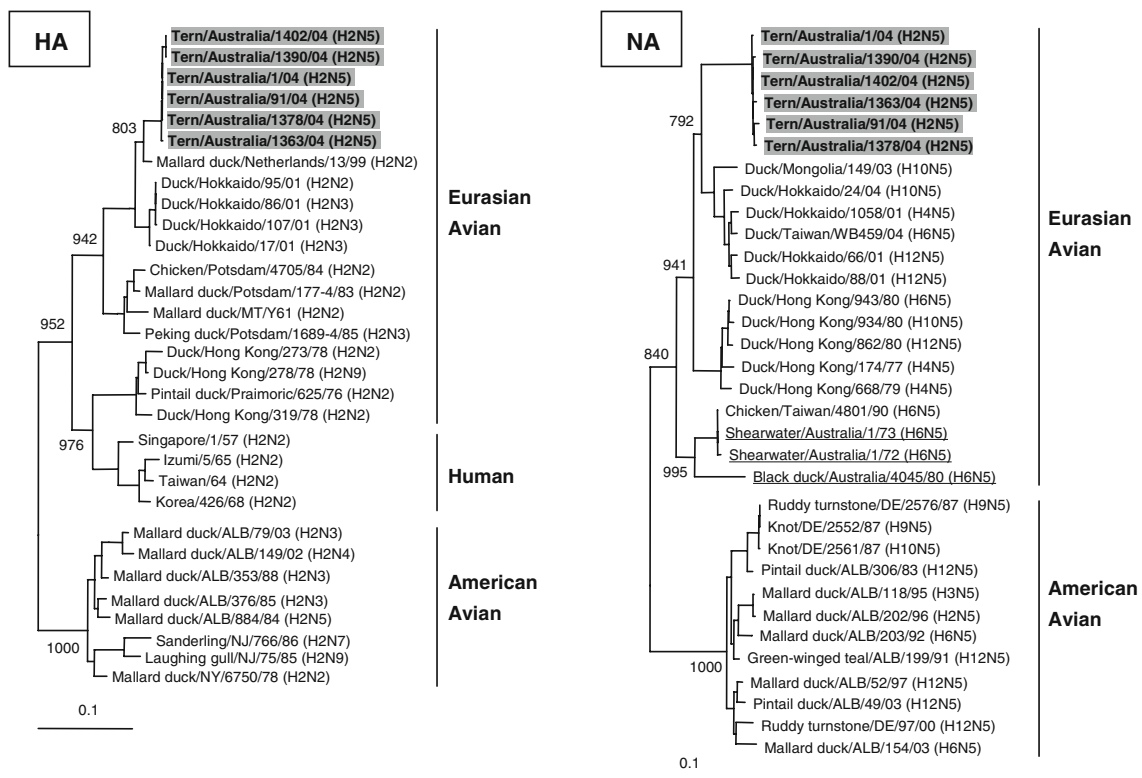 HA
Tern/Australia/1402/04 (H2N5)
Tern/Australia/1390/04 (H2N5)
Tern/Australia/1/04 (H2N5)
Tern/Australia/91/04 (H2N5)
Tern/Australia/1378/04 (H2N5)
803
Tern/Australia/1363/04 (H2N5)
Mallard duck/Netherlands/13/99 (H2N2)
Duck/Hokkaido/95/01 (H2N2)
Duck/Hokkaido/86/01 (H2N3)
Duck/Hokkaido/107/01 (H2N3)
Duck/Hokkaido/17/01 (H2N3)
942
Chicken/Potsdam/4705/84 (H2N2)
Mallard duck/Potsdam/177-4/83 (H2N2)
Mallard duck/MT/Y61 (H2N2)
952
Peking duck/Potsdam/1689-4/85 (H2N3)
Duck/Hong Kong/273/78 (H2N2)
Duck/Hong Kong/278/78 (H2N9)
Pintail duck/Praimoric/625/76 (H2N2)
Duck/Hong Kong/319/78 (H2N2)
976
Singapore/1/57 (H2N2)
Izumi/5/65 (H2N2)
Taiwan/64 (H2N2)
Korea/426/68 (H2N2)
Mallard duck/ALB/79/03 (H2N3)
Mallard duck/ALB/149/02 (H2N4)
Mallard duck/ALB/353/88 (H2N3)
Mallard duck/ALB/376/85 (H2N3)
Mallard duck/ALB/884/84 (H2N5)
1000
Sanderling/NJ/766/86 (H2N7)
Laughing gull/NJ/75/85 (H2N9)
Mallard duck/NY/6750/78 (H2N2)
0.1
Eurasian
Avian
Human
American
Avian
NA
Tern/Australia/1/04 (H2N5)
Tern/Australia/1390/04 (H2N5)
Tern/Australia/1402/04 (H2N5)
Tern/Australia/1363/04 (H2N5)
792
Tern/Australia/91/04 (H2N5)
Tern/Australia/1378/04 (H2N5)
Duck/Mongolia/149/03 (H10N5)
Duck/Hokkaido/24/04 (H10N5)
Duck/Hokkaido/1058/01 (H4N5)
Duck/Taiwan/WB459/04 (H6N5)
Duck/Hokkaido/66/01 (H12N5)
941
Duck/Hokkaido/88/01 (H12N5)
Duck/Hong Kong/943/80 (H6N5)
Duck/Hong Kong/934/80 (H10N5)
Duck/Hong Kong/862/80 (H12N5)
840
Duck/Hong Kong/174/77 (H4N5)
Duck/Hong Kong/668/79 (H4N5)
Chicken/Taiwan/4801/90 (H6N5)
Shearwater/Australia/1/73 (H6N5)
Shearwater/Australia/1/72 (H6N5)
995
Black duck/Australia/4045/80 (H6N5)
Ruddy turnstone/DE/2576/87 (H9N5)
Knot/DE/2552/87 (H9N5)
Knot/DE/2561/87 (H10N5)
Pintail duck/ALB/306/83 (H12N5)
Mallard duck/ALB/118/95 (H3N5)
Mallard duck/ALB/202/96 (H2N5)
Mallard duck/ALB/203/92 (H6N5)
1000
Green-winged teal/ALB/199/91 (H12N5)
Mallard duck/ALB/52/97 (H12N5)
Pintail duck/ALB/49/03 (H12N5)
Ruddy turnstone/DE/97/00 (H12N5)
Mallard duck/ALB/154/03 (H6N5)
0.1
Eurasian
Avian
American
Avian